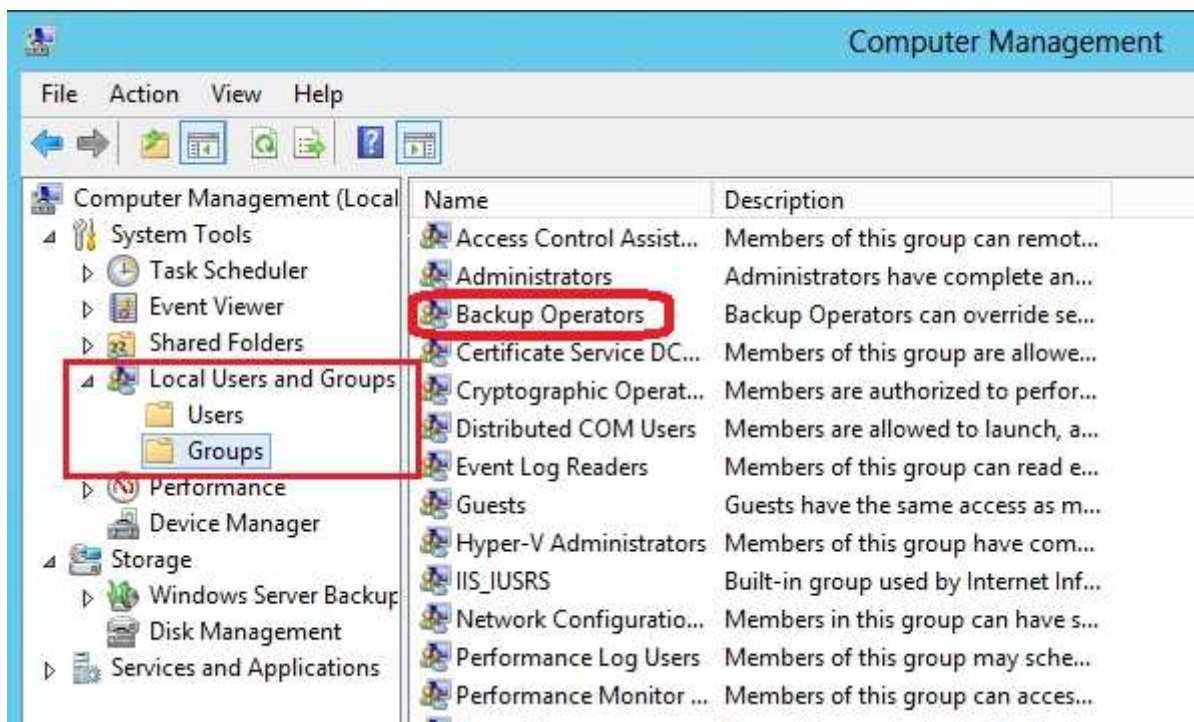 Computer Management
File Action View Help
Computer Management (Local
System Tools
Task Scheduler
Event Viewer
Shared Folders
Local Users and Groups
Users
Groups
Performance
Device Manager
Storage
Windows Server Backup
Disk Management
Services and Applications
Name Description
Access Control Assist... Members of this group can remot...
Administrators Administrators have complete an...
Backup Operators Backup Operators can override se...
Certificate Service DC... Members of this group are allowe...
Cryptographic Operat... Members are authorized to perfor...
Distributed COM Users Members are allowed to launch, a...
Event Log Readers Members of this group can read e...
Guests Guests have the same access as m...
Hyper-V Administrators Members of this group have com...
IIS_IUSRS Built-in group used by Internet Inf...
Network Configuratio... Members in this group can have s...
Performance Log Users Members of this group may sche...
Performance Monitor ... Members of this group can acces...